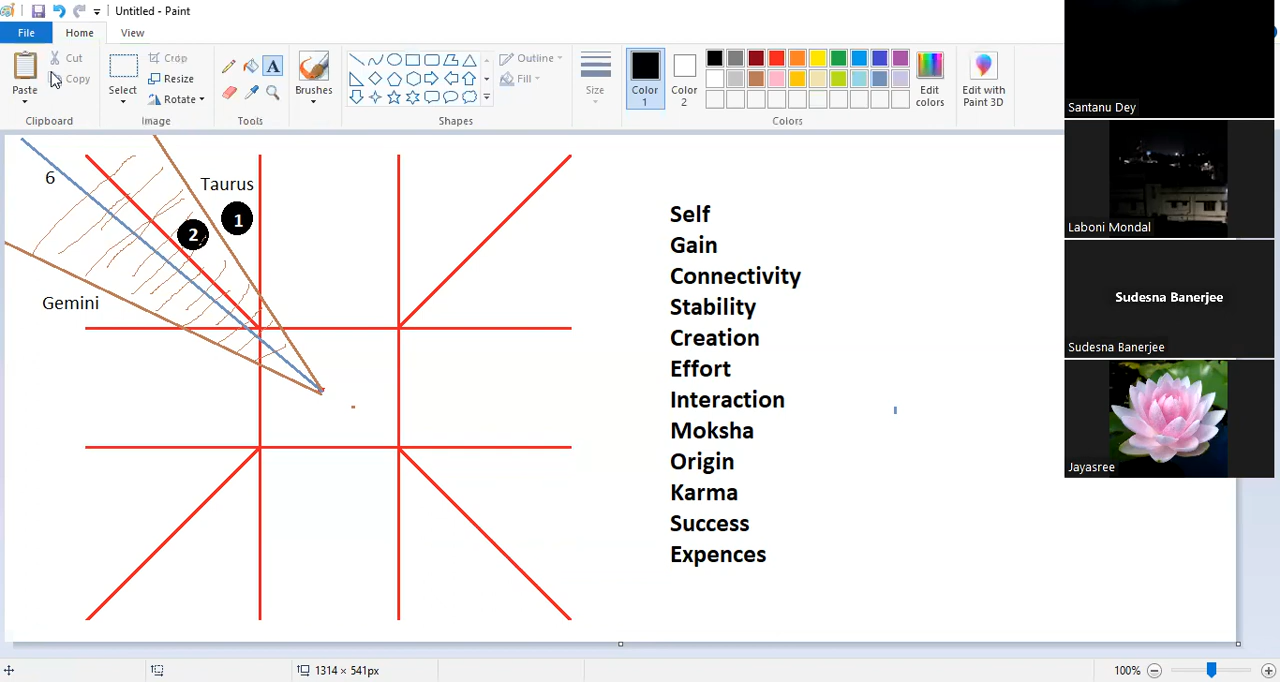 Untitled - Paint
File
Home
View
Paste
Cut
Copy
Clipboard
Select
Crop
Resize
Rotate
Image
A
Tools
Brushes
Outline
Fill
Shapes
Size
Color
1
Color
2
Edit
colors
Colors
Edit with
Paint 3D
Santanu Dey
Laboni Mondal
Sudesna Banerjee
Sudesna Banerjee
Jayasree
6
Taurus
1
2
Gemini
Self
Gain
Connectivity
Stability
Creation
Effort
Interaction
Moksha
Origin
Karma
Success
Expences
1314 × 541px
100%